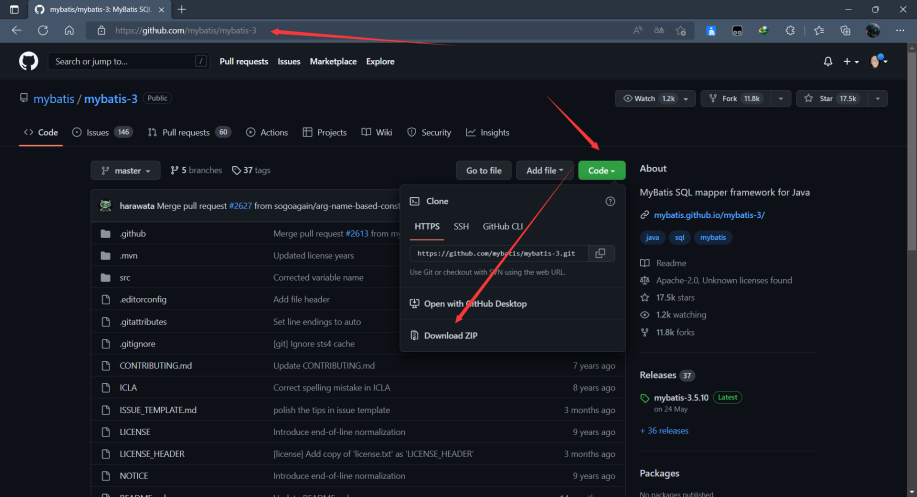 mybatis/mybatis-3: MyBatis SQL
https://github.com/mybatis/mybatis-3
Search or jump to...
/
Pull requests
Issues
Marketplace
Explore
mybatis / mybatis-3
Public
Watch 1.2k
Fork 11.8k
Star 17.5k
Code
Issues 146
Pull requests 60
Actions
Projects
Wiki
Security
Insights
master
5 branches
37 tags
Go to file
Add file
Code
harawata Merge pull request #2627 from sogoagain/arg-name-based-const
.github
Merge pull request #2613 from my
.mvn
Updated license years
src
Corrected variable name
.editorconfig
Add file header
.gitattributes
Set line endings to auto
.gitignore
[git] Ignore sts4 cache
CONTRIBUTING.md
Update CONTRIBUTING.md
7 years ago
ICLA
Correct spelling mistake in ICLA
8 years ago
ISSUE_TEMPLATE.md
polish the tips in issue template
3 months ago
LICENSE
Introduce end-of-line normalization
9 years ago
LICENSE_HEADER
[license] Add copy of 'license.txt' as 'LICENSE_HEADER'
3 months ago
NOTICE
Introduce end-of-line normalization
9 years ago
Clone
HTTPS
SSH
GitHub CLI
https://github.com/mybatis/mybatis-3.git
Use Git or checkout with SVN using the web URL.
Open with GitHub Desktop
Download ZIP
About
MyBatis SQL mapper framework for Java
mybatis.github.io/mybatis-3/
java
sql
mybatis
Readme
Apache-2.0, Unknown licenses found
17.5k stars
1.2k watching
11.8k forks
Releases 37
mybatis-3.5.10 Latest
on 24 May
+ 36 releases
Packages
No packages published